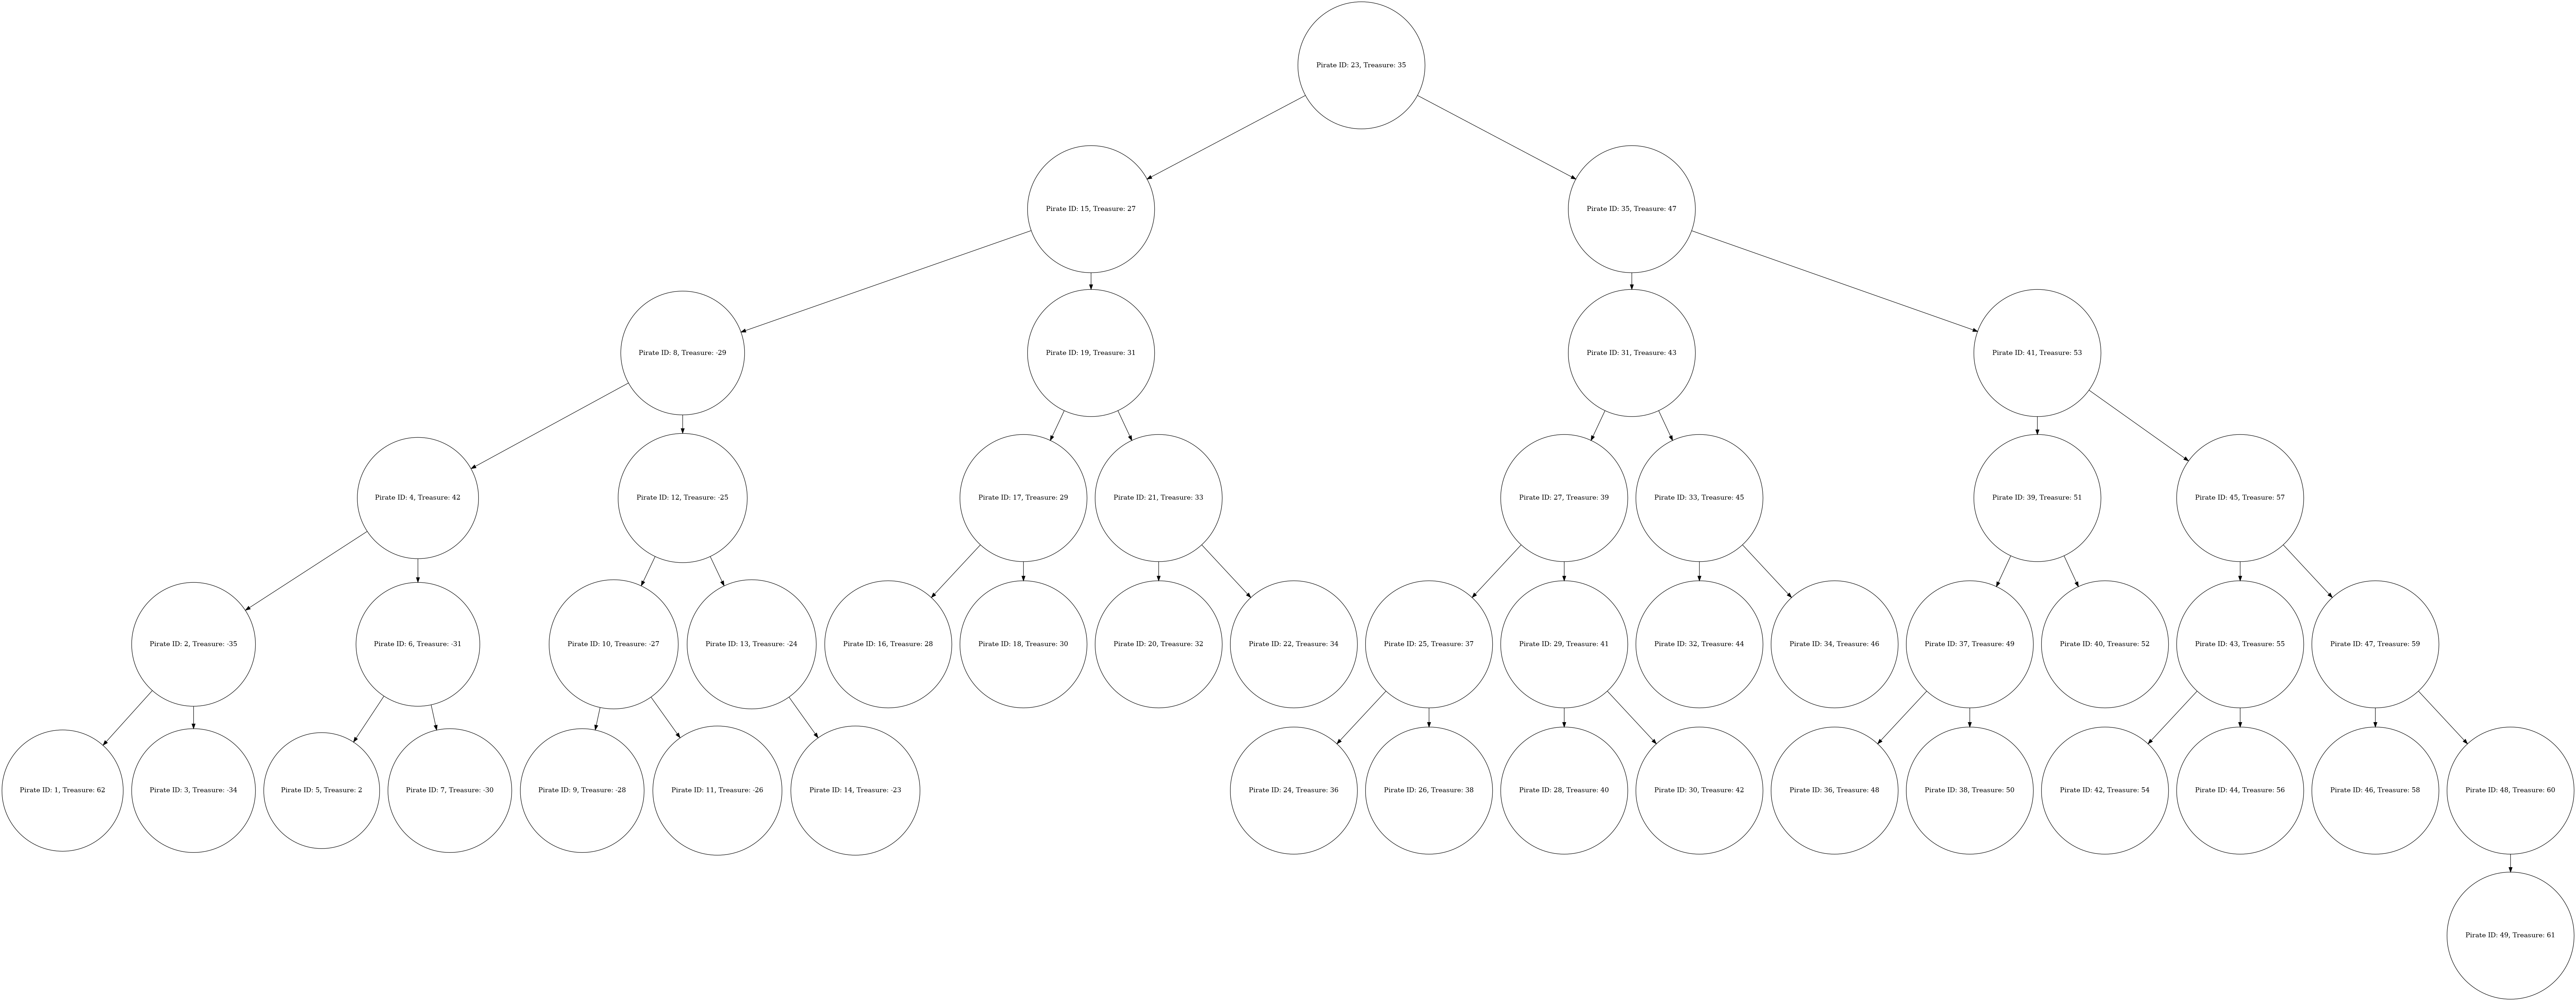 Pirate ID: 23, Treasure: 35
Pirate ID: 15, Treasure: 27
Pirate ID: 35, Treasure: 47
Pirate ID: 8, Treasure: -29
Pirate ID: 19, Treasure: 31
Pirate ID: 31, Treasure: 43
Pirate ID: 41, Treasure: 53
Pirate ID: 4, Treasure: 42
Pirate ID: 12, Treasure: -25
Pirate ID: 17, Treasure: 29
Pirate ID: 21, Treasure: 33
Pirate ID: 27, Treasure: 39
Pirate ID: 33, Treasure: 45
Pirate ID: 39, Treasure: 51
Pirate ID: 45, Treasure: 57
Pirate ID: 2, Treasure: -35
Pirate ID: 6, Treasure: -31
Pirate ID: 10, Treasure: -27
Pirate ID: 13, Treasure: -24
Pirate ID: 16, Treasure: 28
Pirate ID: 18, Treasure: 30
Pirate ID: 20, Treasure: 32
Pirate ID: 22, Treasure: 34
Pirate ID: 25, Treasure: 37
Pirate ID: 29, Treasure: 41
Pirate ID: 32, Treasure: 44
Pirate ID: 34, Treasure: 46
Pirate ID: 37, Treasure: 49
Pirate ID: 40, Treasure: 52
Pirate ID: 43, Treasure: 55
Pirate ID: 47, Treasure: 59
Pirate ID: 1, Treasure: 62
Pirate ID: 3, Treasure: -34
Pirate ID: 5, Treasure: 2
Pirate ID: 7, Treasure: -30
Pirate ID: 9, Treasure: -28
Pirate ID: 11, Treasure: -26
Pirate ID: 14, Treasure: -23
Pirate ID: 24, Treasure: 36
Pirate ID: 26, Treasure: 38
Pirate ID: 28, Treasure: 40
Pirate ID: 30, Treasure: 42
Pirate ID: 36, Treasure: 48
Pirate ID: 38, Treasure: 50
Pirate ID: 42, Treasure: 54
Pirate ID: 44, Treasure: 56
Pirate ID: 46, Treasure: 58
Pirate ID: 48, Treasure: 60
Pirate ID: 49, Treasure: 61